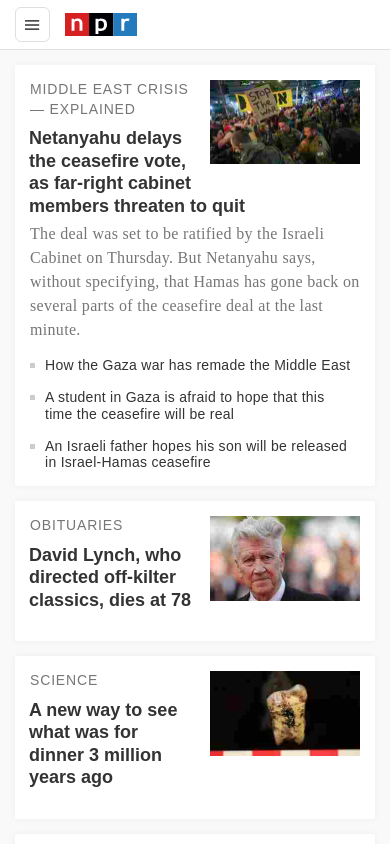 npr
MIDDLE EAST CRISIS
— EXPLAINED
STOP
THE
WAR
Netanyahu delays
the ceasefire vote,
as far-right cabinet
members threaten to quit
The deal was set to be ratified by the Israeli
Cabinet on Thursday. But Netanyahu says,
without specifying, that Hamas has gone back on
several parts of the ceasefire deal at the last
minute.
How the Gaza war has remade the Middle East
A student in Gaza is afraid to hope that this
time the ceasefire will be real
An Israeli father hopes his son will be released
in Israel-Hamas ceasefire
OBITUARIES
David Lynch, who
directed off-kilter
classics, dies at 78
SCIENCE
A new way to see
what was for
dinner 3 million
years ago